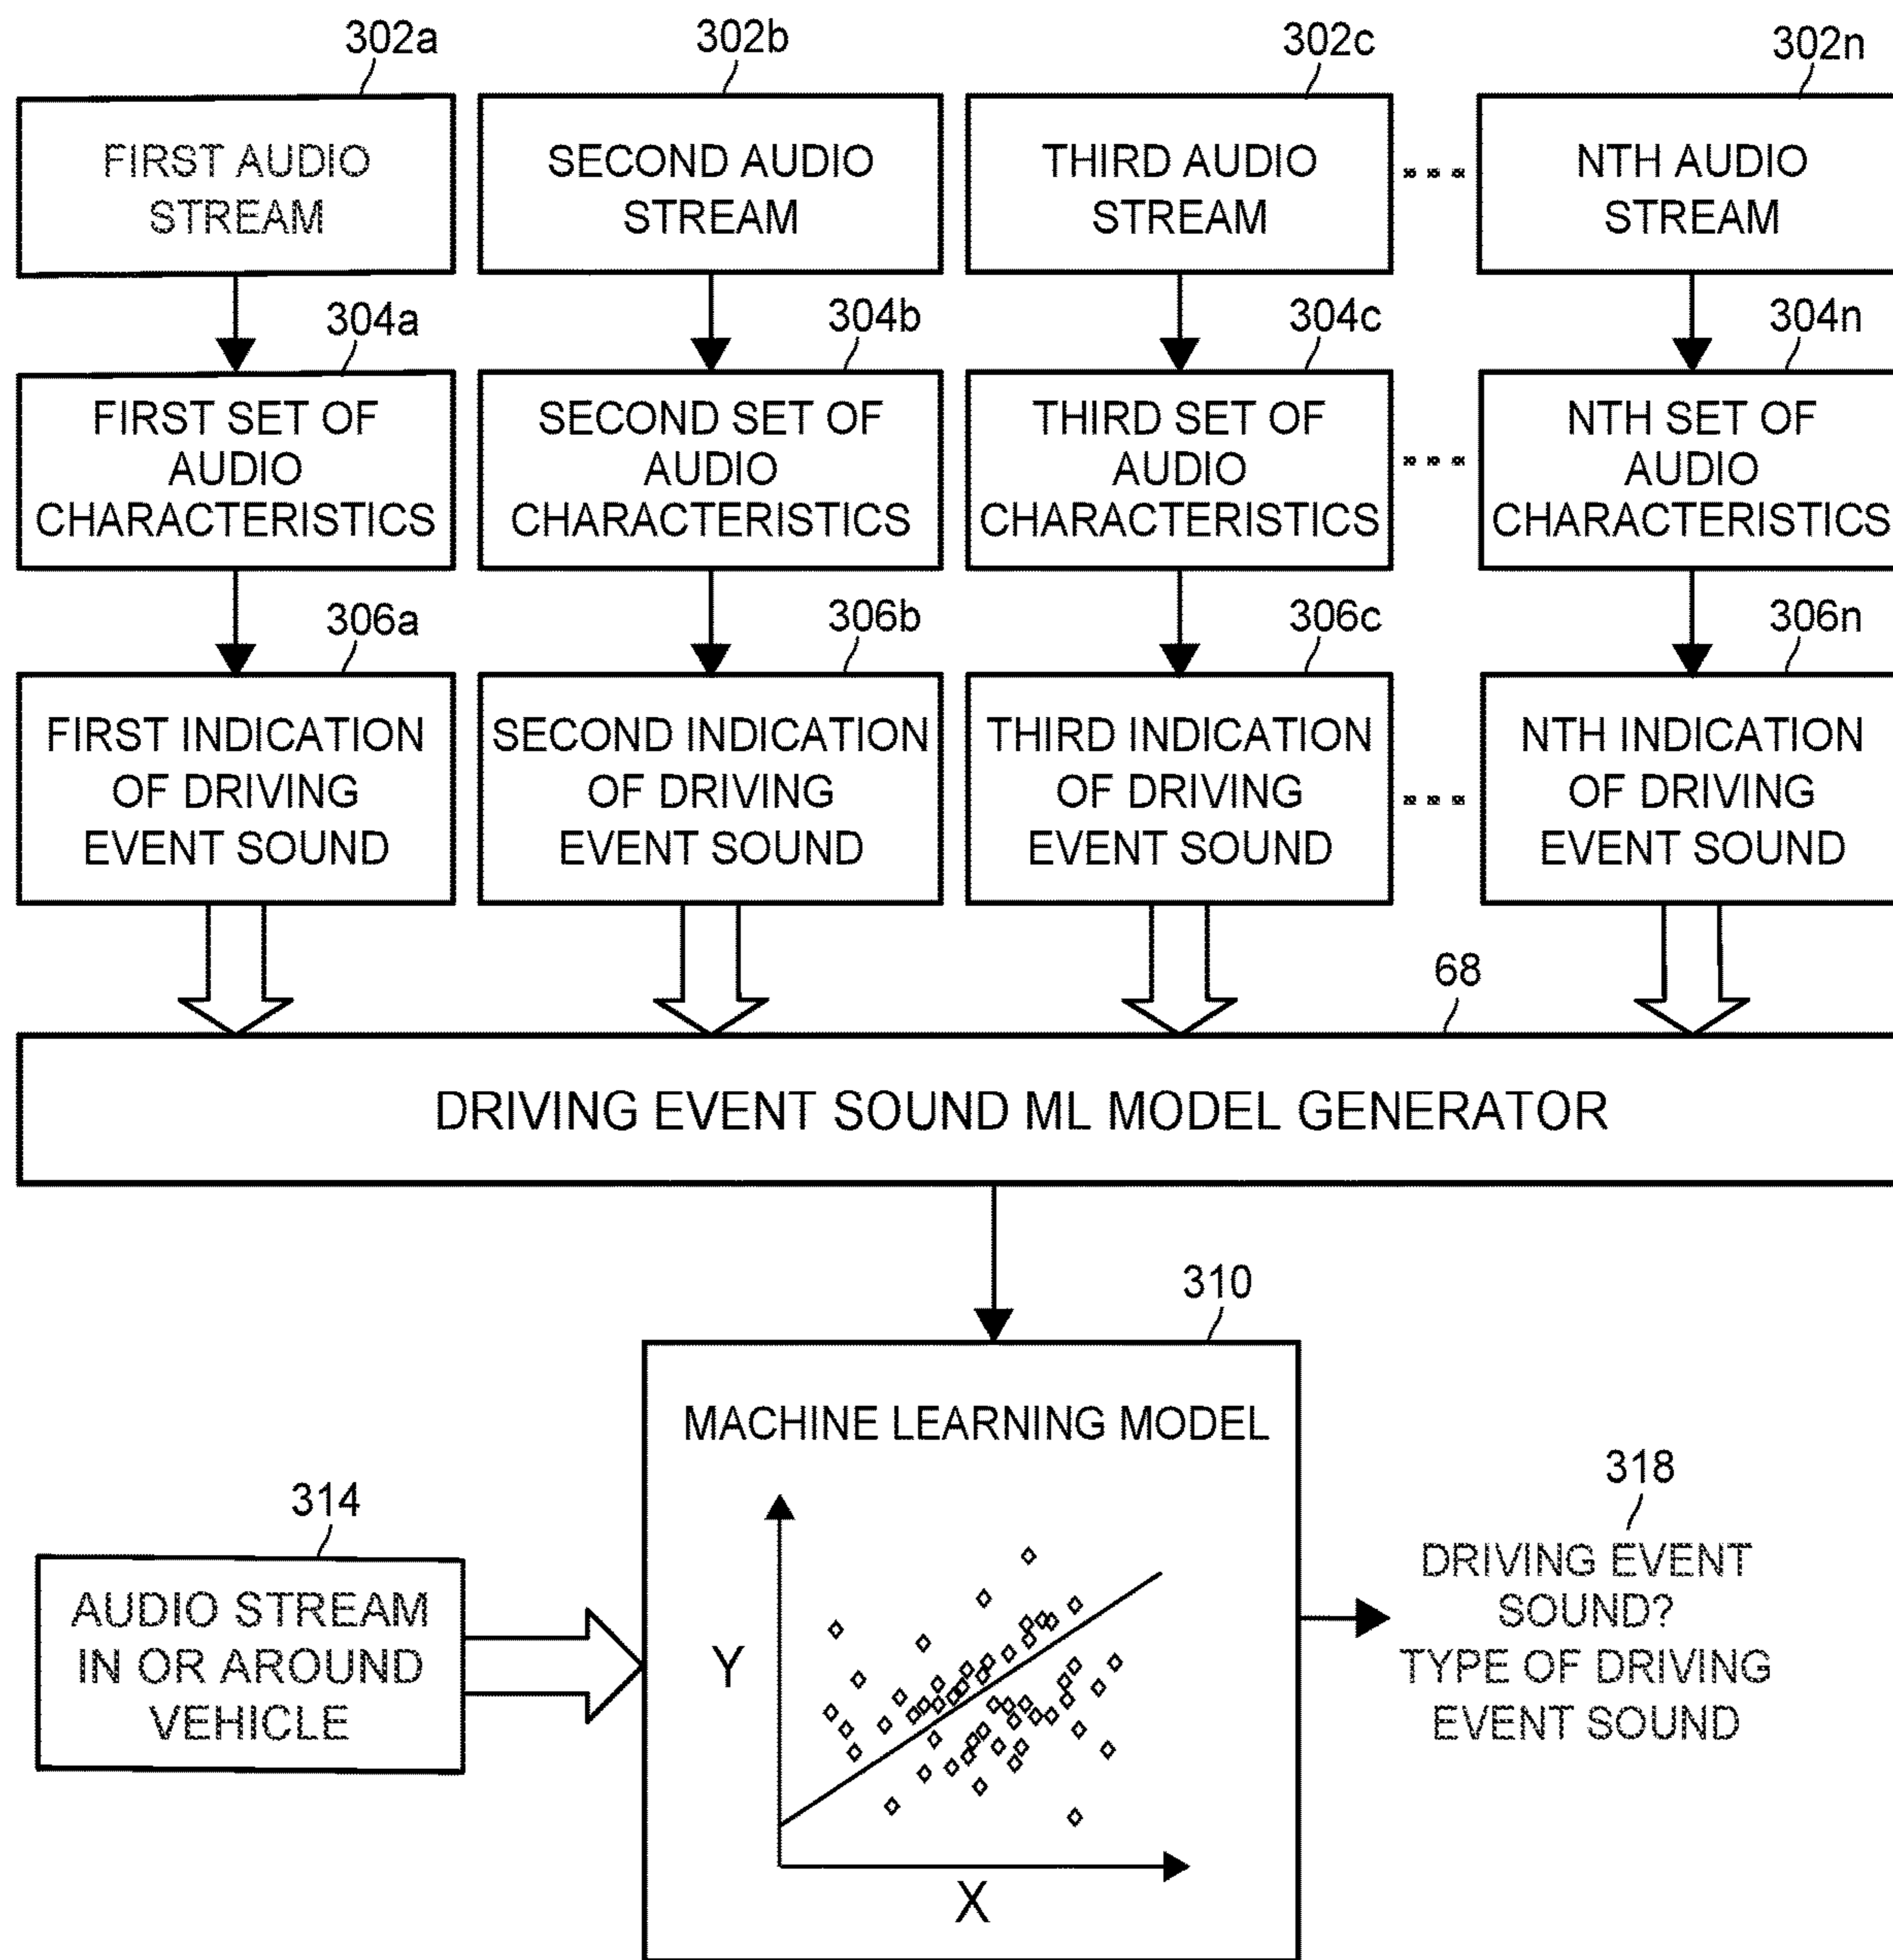 302a
302b
302c
302n
FIRST AUDIO
STREAM
SECOND AUDIO
STREAM
THIRD AUDIO
STREAM
NTH AUDIO
STREAM
304a
304b
304c
304n
FIRST SET OF
AUDIO
CHARACTERISTICS
SECOND SET OF
AUDIO
CHARACTERISTICS
THIRD SET OF
AUDIO
CHARACTERISTICS
NTH SET OF
AUDIO
CHARACTERISTICS
306a
306b
306c
306n
FIRST INDICATION
OF DRIVING
EVENT SOUND
SECOND INDICATION
OF DRIVING
EVENT SOUND
THIRD INDICATION
OF DRIVING
EVENT SOUND
NTH INDICATION
OF DRIVING
EVENT SOUND
68
DRIVING EVENT SOUND ML MODEL GENERATOR
310
MACHINE LEARNING MODEL
Y
X
314
AUDIO STREAM
IN OR AROUND
VEHICLE
318
DRIVING EVENT
SOUND?
TYPE OF DRIVING
EVENT SOUND